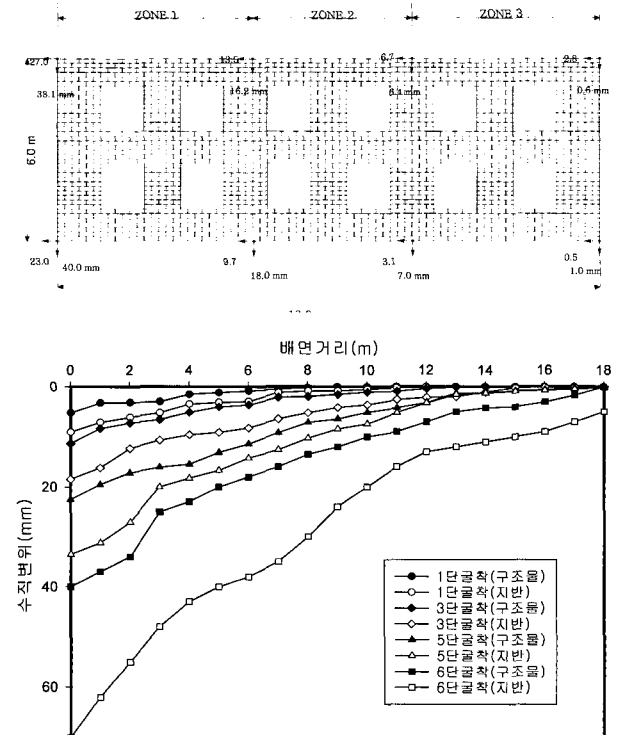 ZONE 1 ZONE 2 ZONE 3
427.0 13.5 6.7 2.8
38.1 mm 16.2 mm 8.1 mm 0.6 mm
6.0 m
23.0 9.7 3.1 0.5
40.0 mm 18.0 mm 7.0 mm 1.0 mm
배면거리(m)
0 2 4 6 8 10 12 14 16 18
0
20
40
60
수직변위(mm)
1단굴착(구조물)
1단굴착(지반)
3단굴착(구조물)
3단굴착(지반)
5단굴착(구조물)
5단굴착(지반)
6단굴착(구조물)
6단굴착(지반)